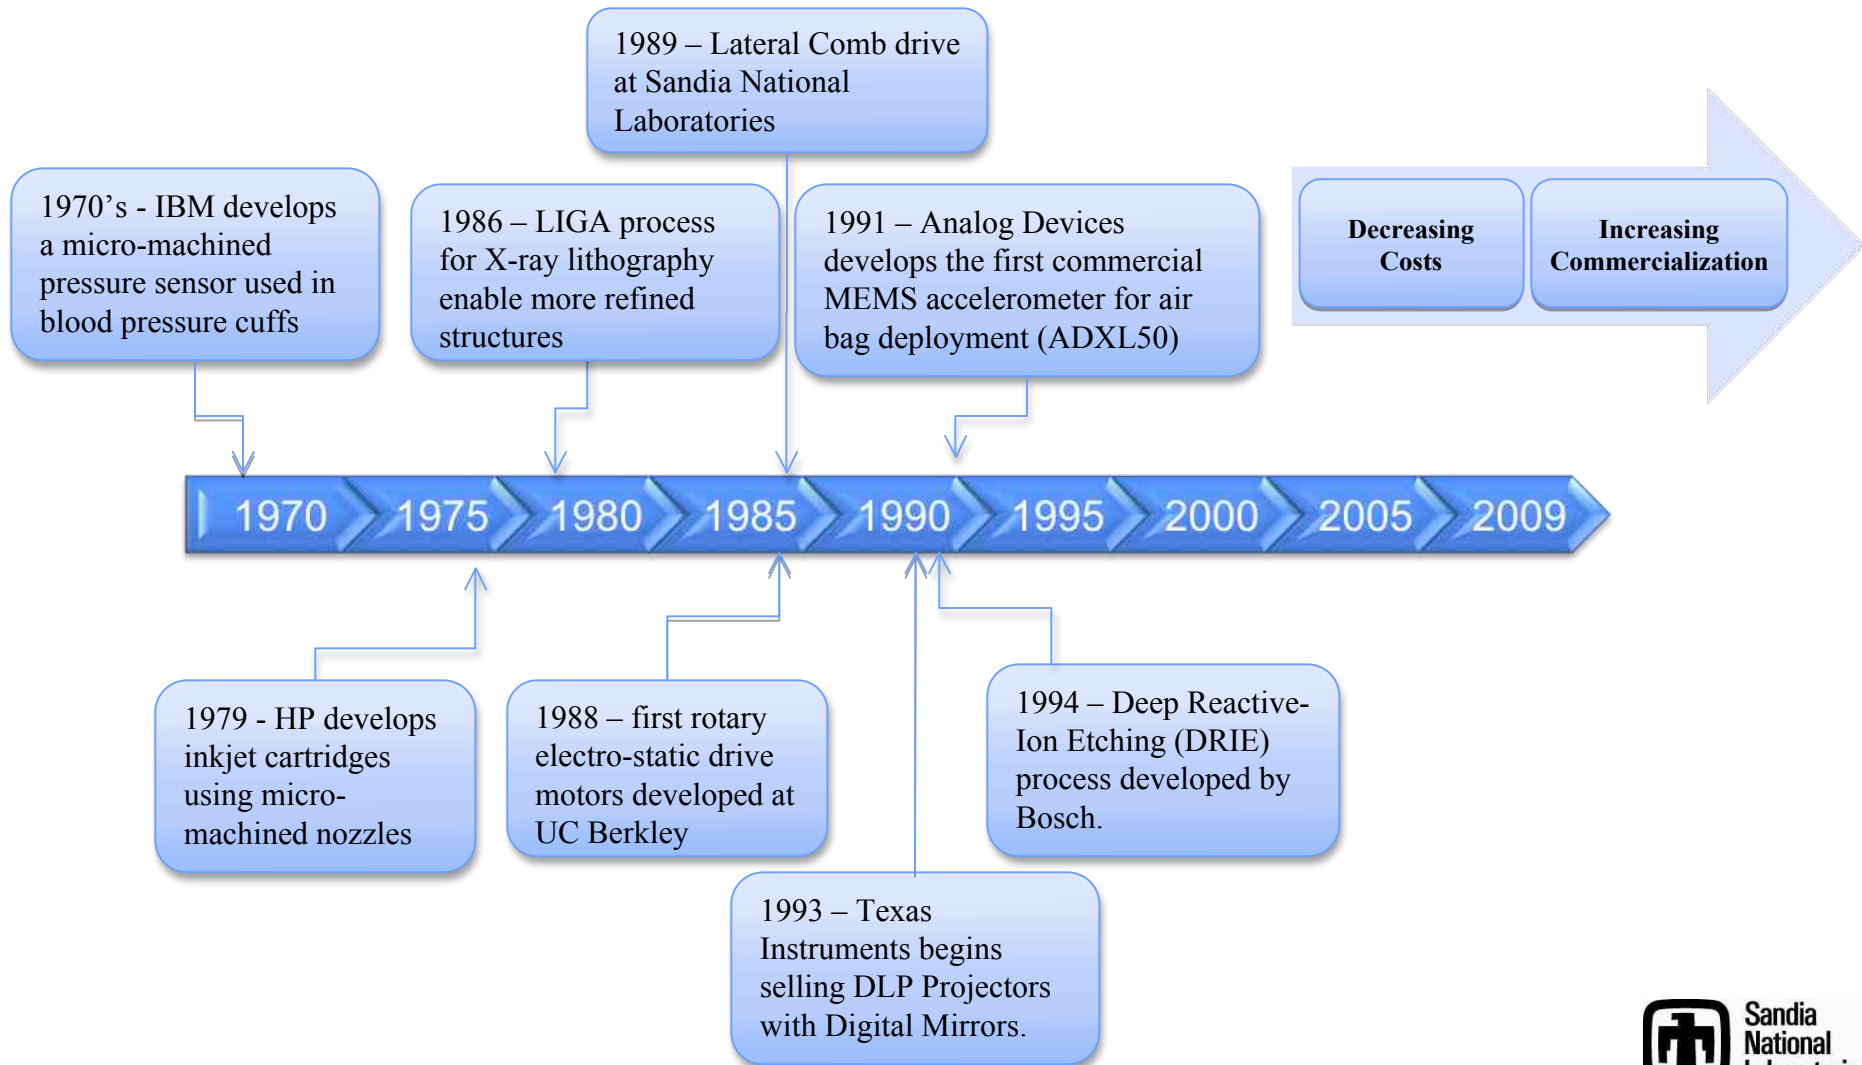 1989 – Lateral Comb drive
at Sandia National
Laboratories
1970’s - IBM develops
a micro-machined
pressure sensor used in
blood pressure cuffs
1986 – LIGA process
for X-ray lithography
enable more refined
structures
1991 – Analog Devices
develops the first commercial
MEMS accelerometer for air
bag deployment (ADXL50)
Decreasing
Costs
Increasing
Commercialization
1970 1975 1980 1985 1990 1995 2000 2005 2009
1979 - HP develops
inkjet cartridges
using micro-
machined nozzles
1988 – first rotary
electro-static drive
motors developed at
UC Berkley
1994 – Deep Reactive-
Ion Etching (DRIE)
process developed by
Bosch.
1993 – Texas
Instruments begins
selling DLP Projectors
with Digital Mirrors.
Sandia
National